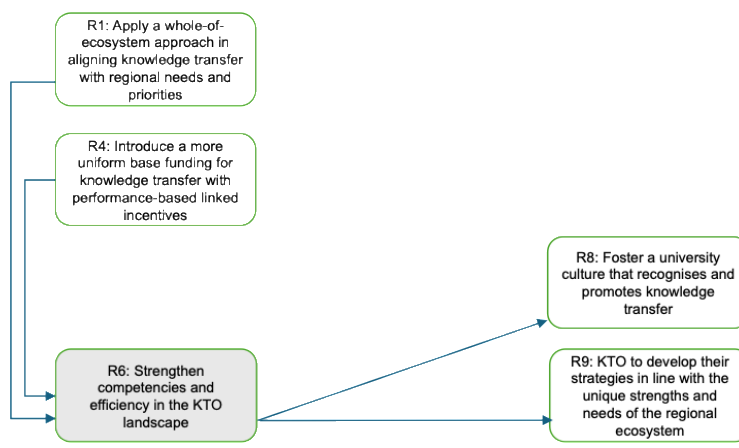 R1: Apply a whole-of-
ecosystem approach in
aligning knowledge transfer
with regional needs and
priorities
R4: Introduce a more
uniform base funding for
knowledge transfer with
performance-based linked
incentives
R8: Foster a university
culture that recognises and
promotes knowledge
transfer
R6: Strengthen
competencies and
efficiency in the KTO
landscape
R9: KTO to develop their
strategies in line with the
unique strengths and
needs of the regional
ecosystem